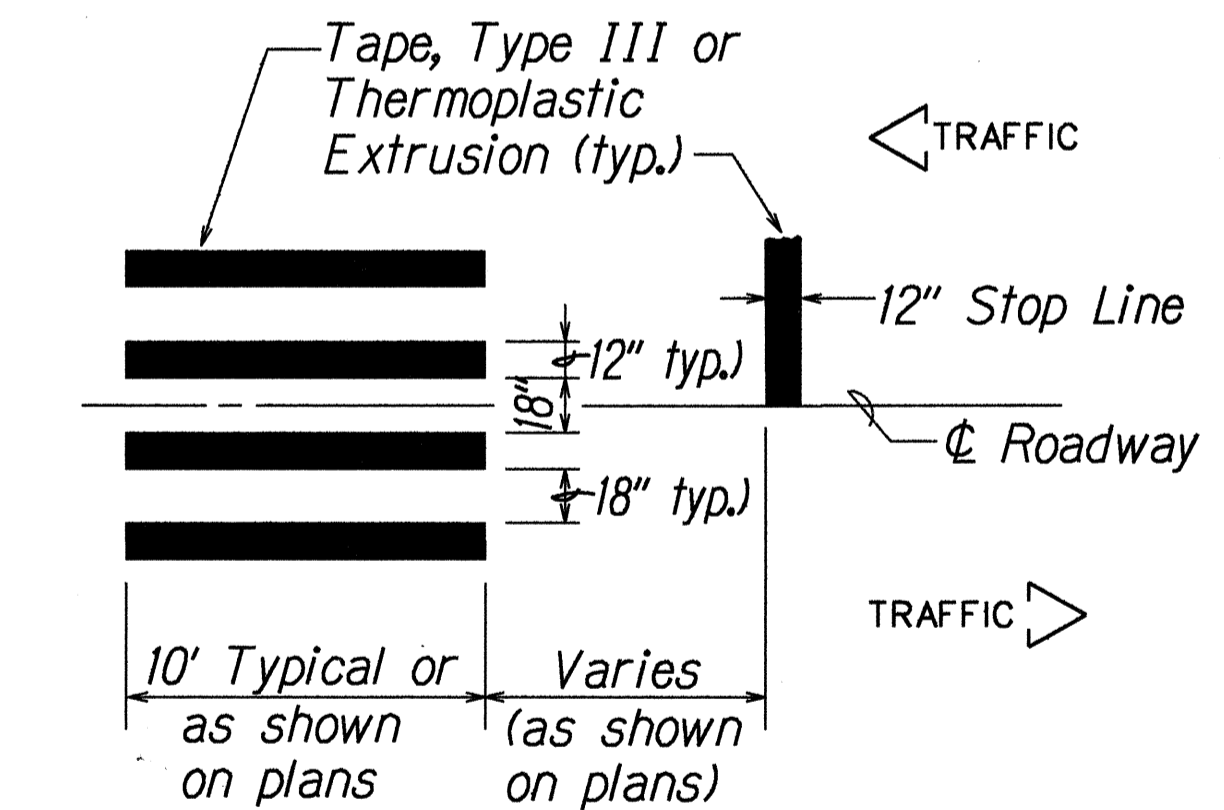 Tape, Type III or
Thermoplastic
Extrusion (typ.)
TRAFFIC
12" Stop Line
12" typ.)
18"
℄ Roadway
18" typ.)
TRAFFIC
10' Typical or
as shown
on plans
Varies
(as shown
on plans)